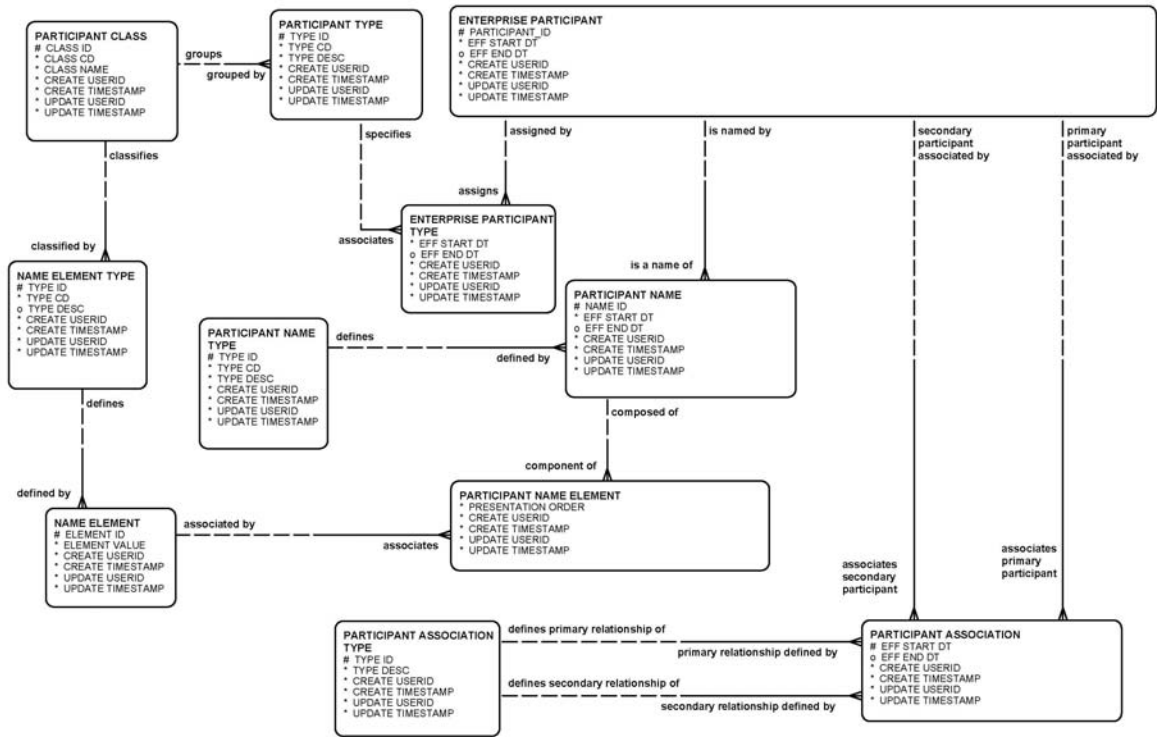 PARTICIPANT CLASS
# CLASS ID
* CLASS CD
* CLASS NAME
* CREATE USERID
* CREATE TIMESTAMP
* UPDATE USERID
* UPDATE TIMESTAMP
groups
grouped by
PARTICIPANT TYPE
# TYPE ID
* TYPE CD
* TYPE DESC
* CREATE USERID
* CREATE TIMESTAMP
* UPDATE USERID
* UPDATE TIMESTAMP
ENTERPRISE PARTICIPANT
# PARTICIPANT_ID
* EFF START DT
o EFF END DT
* CREATE USERID
* CREATE TIMESTAMP
* UPDATE USERID
* UPDATE TIMESTAMP
classifies
classified by
specifies
associates
assigned by
assigns
is named by
is a name of
secondary
participant
associated by
primary
participant
associated by
ENTERPRISE PARTICIPANT
TYPE
* EFF START DT
o EFF END DT
* CREATE USERID
* CREATE TIMESTAMP
* UPDATE USERID
* UPDATE TIMESTAMP
NAME ELEMENT TYPE
# TYPE ID
* TYPE CD
o TYPE DESC
* CREATE USERID
* CREATE TIMESTAMP
* UPDATE USERID
* UPDATE TIMESTAMP
PARTICIPANT NAME
TYPE
# TYPE ID
* TYPE CD
* TYPE DESC
* CREATE USERID
* CREATE TIMESTAMP
* UPDATE USERID
* UPDATE TIMESTAMP
defines
defined by
PARTICIPANT NAME
# NAME ID
* EFF START DT
o EFF END DT
* CREATE USERID
* CREATE TIMESTAMP
* UPDATE USERID
* UPDATE TIMESTAMP
defines
defined by
composed of
component of
NAME ELEMENT
# ELEMENT ID
* ELEMENT VALUE
* CREATE USERID
* CREATE TIMESTAMP
* UPDATE USERID
* UPDATE TIMESTAMP
associated by
associates
PARTICIPANT NAME ELEMENT
* PRESENTATION ORDER
* CREATE USERID
* CREATE TIMESTAMP
* UPDATE USERID
* UPDATE TIMESTAMP
associates
secondary
participant
associates
primary
participant
PARTICIPANT ASSOCIATION
TYPE
# TYPE ID
* TYPE DESC
* CREATE USERID
* CREATE TIMESTAMP
* UPDATE USERID
* UPDATE TIMESTAMP
defines primary relationship of
primary relationship defined by
defines secondary relationship of
secondary relationship defined by
PARTICIPANT ASSOCIATION
# EFF START DT
o EFF END DT
* CREATE USERID
* CREATE TIMESTAMP
* UPDATE USERID
* UPDATE TIMESTAMP